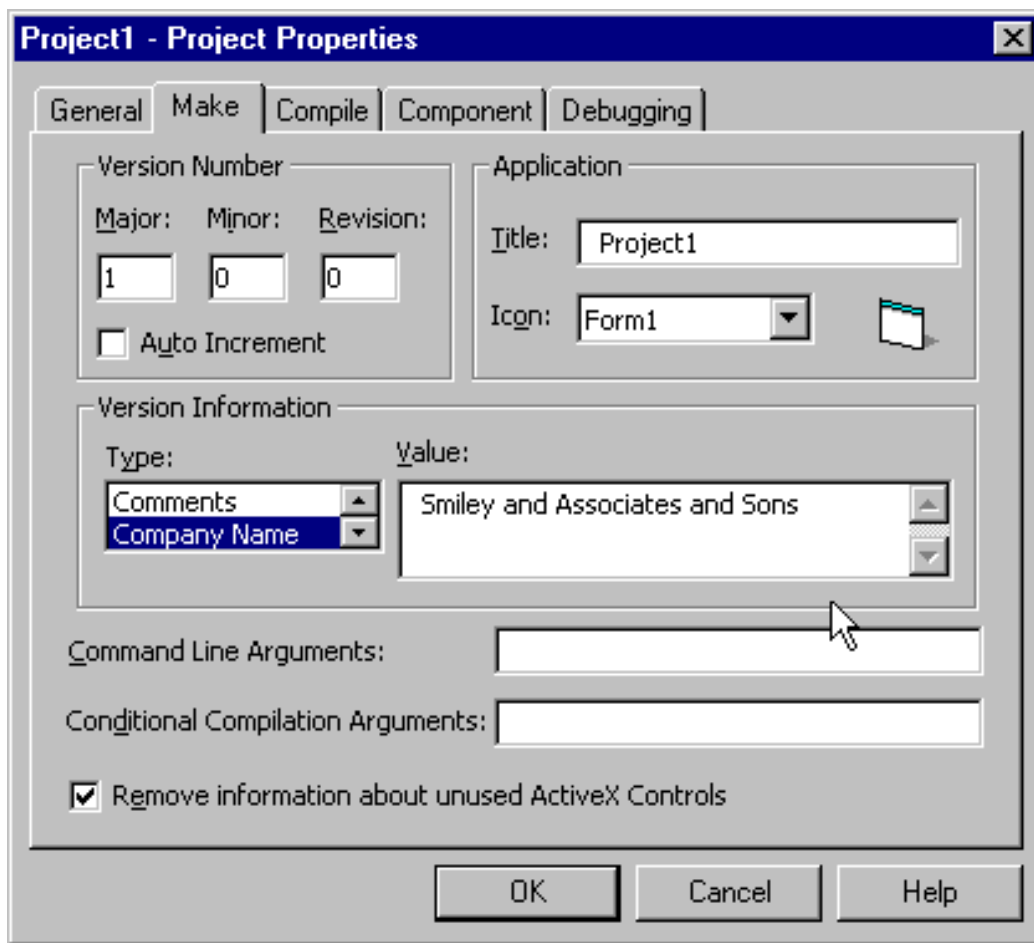 Project1 - Project Properties
General Make Compile Component Debugging
Version Number
Major: Minor: Revision:
1 0 0
Auto Increment
Application
Title: Project1
Icon: Form1
Version Information
Type: Value:
Comments
Company Name
Smiley and Associates and Sons
Command Line Arguments:
Conditional Compilation Arguments:
Remove information about unused ActiveX Controls
OK Cancel Help